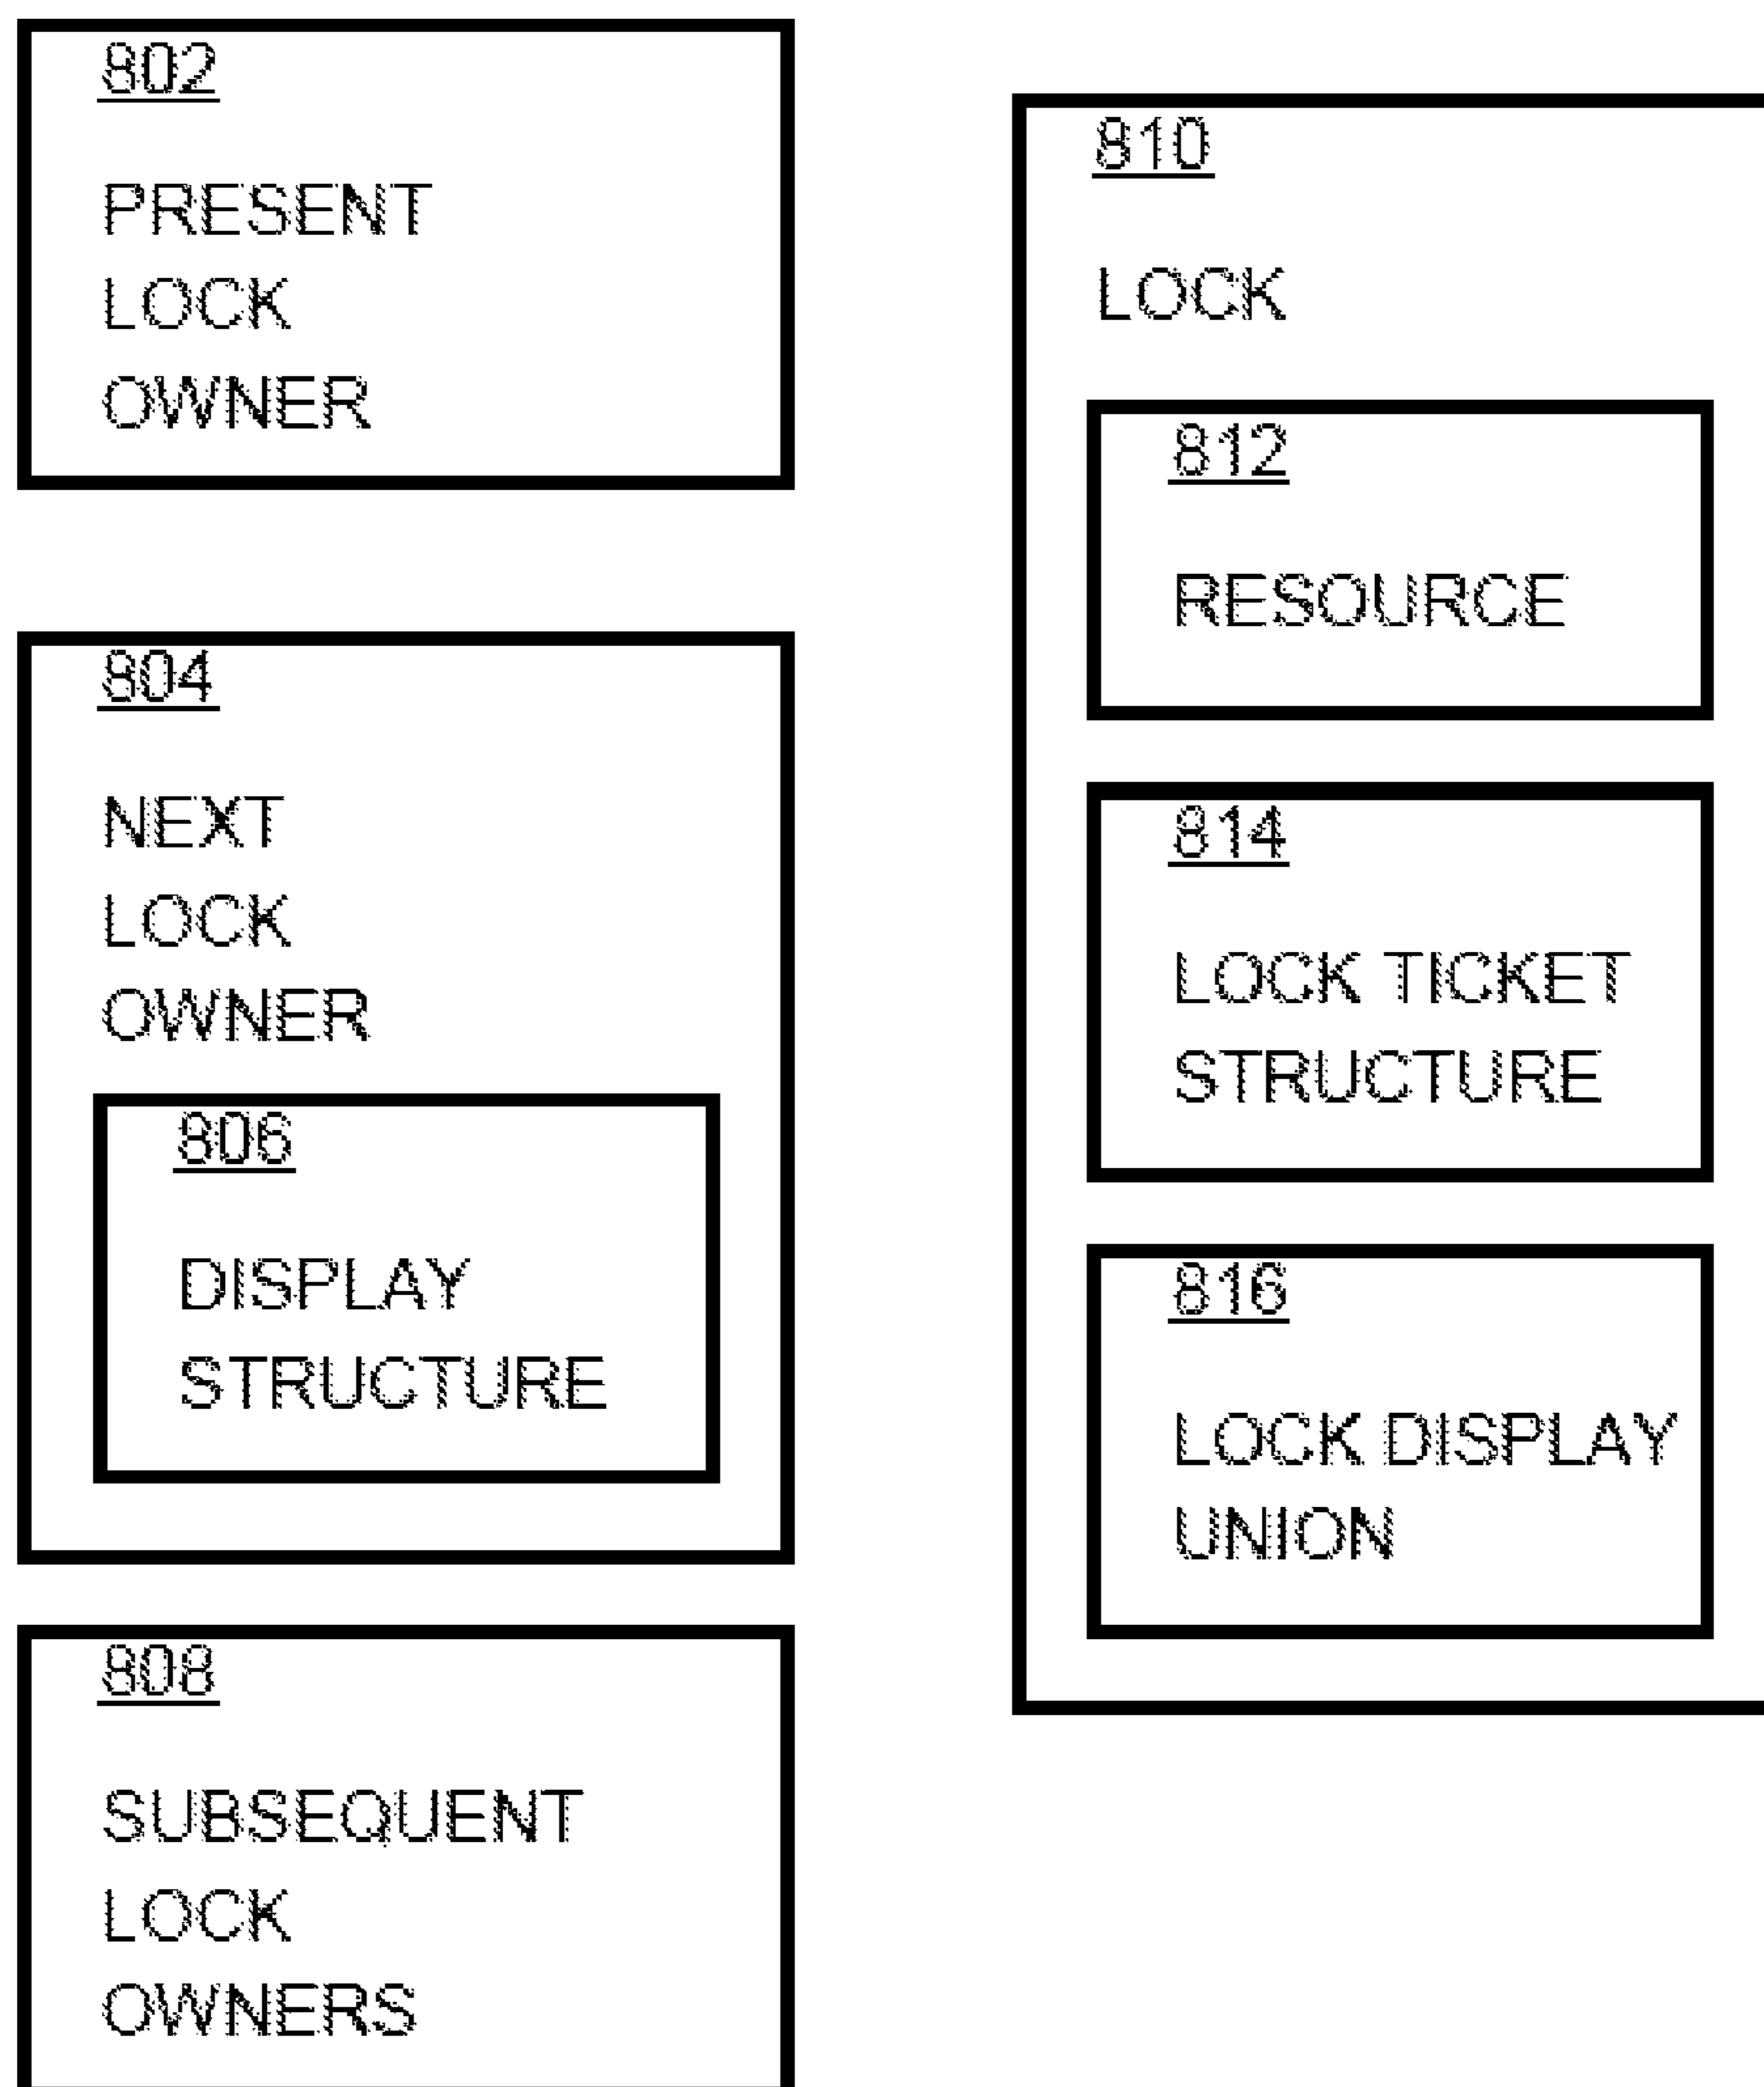 802
PRESENT
LOCK
OWNER
804
NEXT
LOCK
OWNER
806
DISPLAY
STRUCTURE
808
SUBSEQUENT
LOCK
OWNERS
810
LOCK
812
RESOURCE
814
LOCK TICKET
STRUCTURE
816
LOCK DISPLAY
UNION